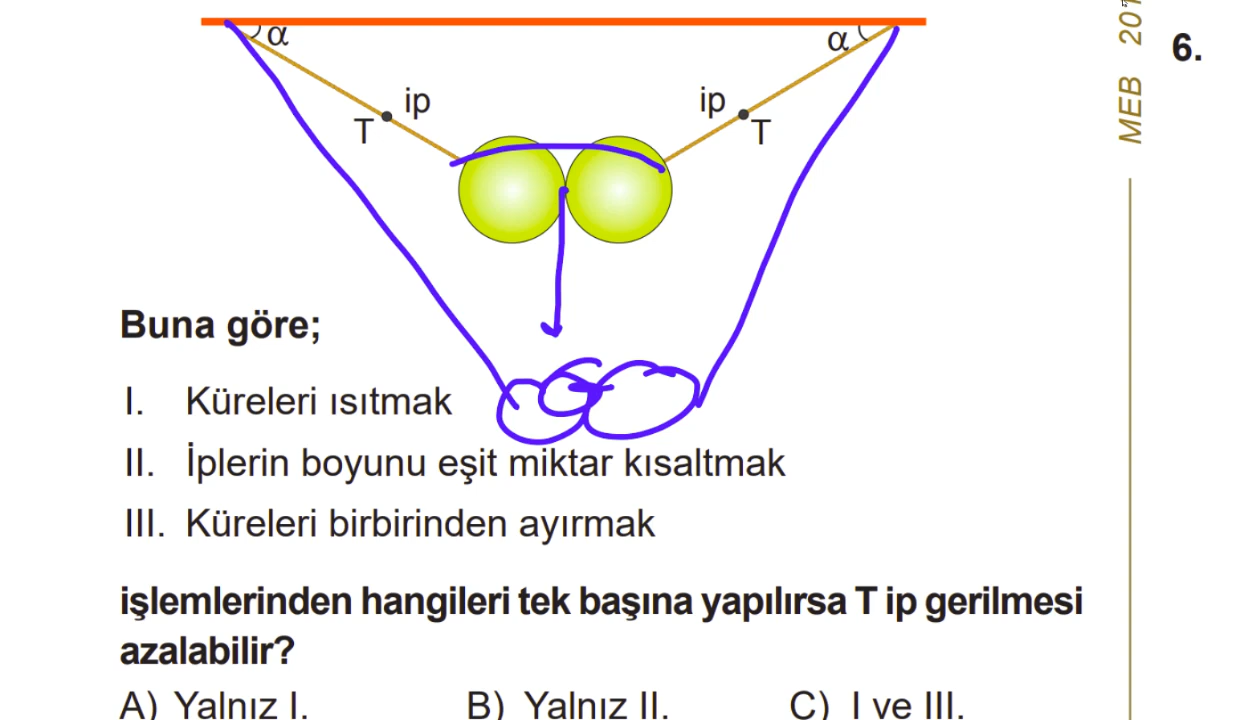 α
α
ip
ip
T
T
MEB 201
6.
Buna göre;
I. Küreleri ısıtmak
II. İplerin boyunu eşit miktar kısaltmak
III. Küreleri birbirinden ayırmak
işlemlerinden hangileri tek başına yapılırsa T ip gerilmesi
azalabilir?
A) Yalnız I. B) Yalnız II. C) I ve III.